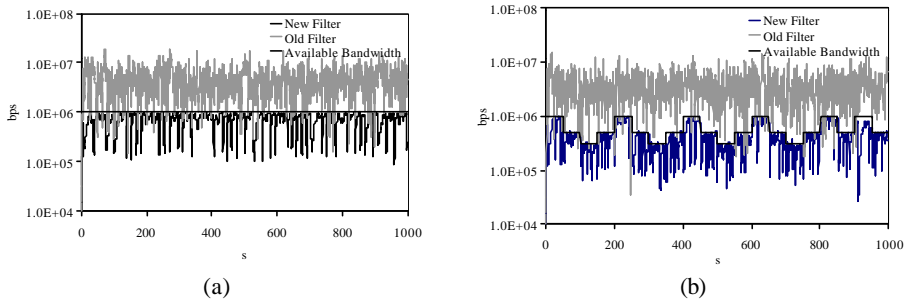 1.0E+08
1.0E+07
1.0E+06
1.0E+05
1.0E+04
bps
New Filter
Old Filter
Available Bandwidth
0
200
400
600
800
1000
s
(a)
1.0E+08
1.0E+07
1.0E+06
1.0E+05
1.0E+04
bps
New Filter
Old Filter
Available Bandwidth
0
200
400
600
800
1000
s
(b)